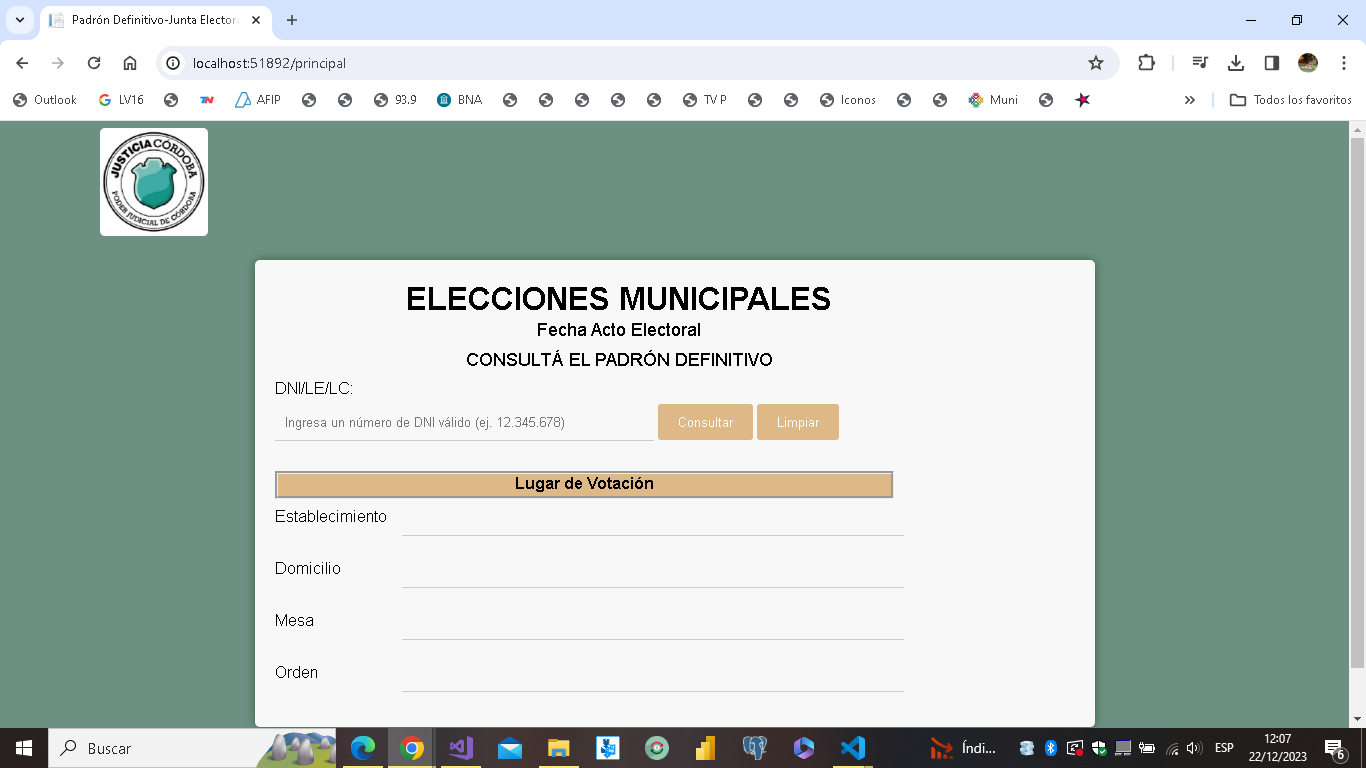 Padrón Definitivo-Junta Elector
localhost:51892/principal
Outlook LV16 TN AFIP 93.9 BNA TV P Iconos Muni Todos los favoritos
JUSTICIA CÓRDOBA
PODER JUDICIAL DE CÓRDOBA
ELECCIONES MUNICIPALES
Fecha Acto Electoral
CONSULTÁ EL PADRÓN DEFINITIVO
DNI/LE/LC:
Ingresa un número de DNI válido (ej. 12.345.678) Consultar Limpiar
Lugar de Votación
Establecimiento
Domicilio
Mesa
Orden
Buscar Índi... ESP 12:07
22/12/2023 6